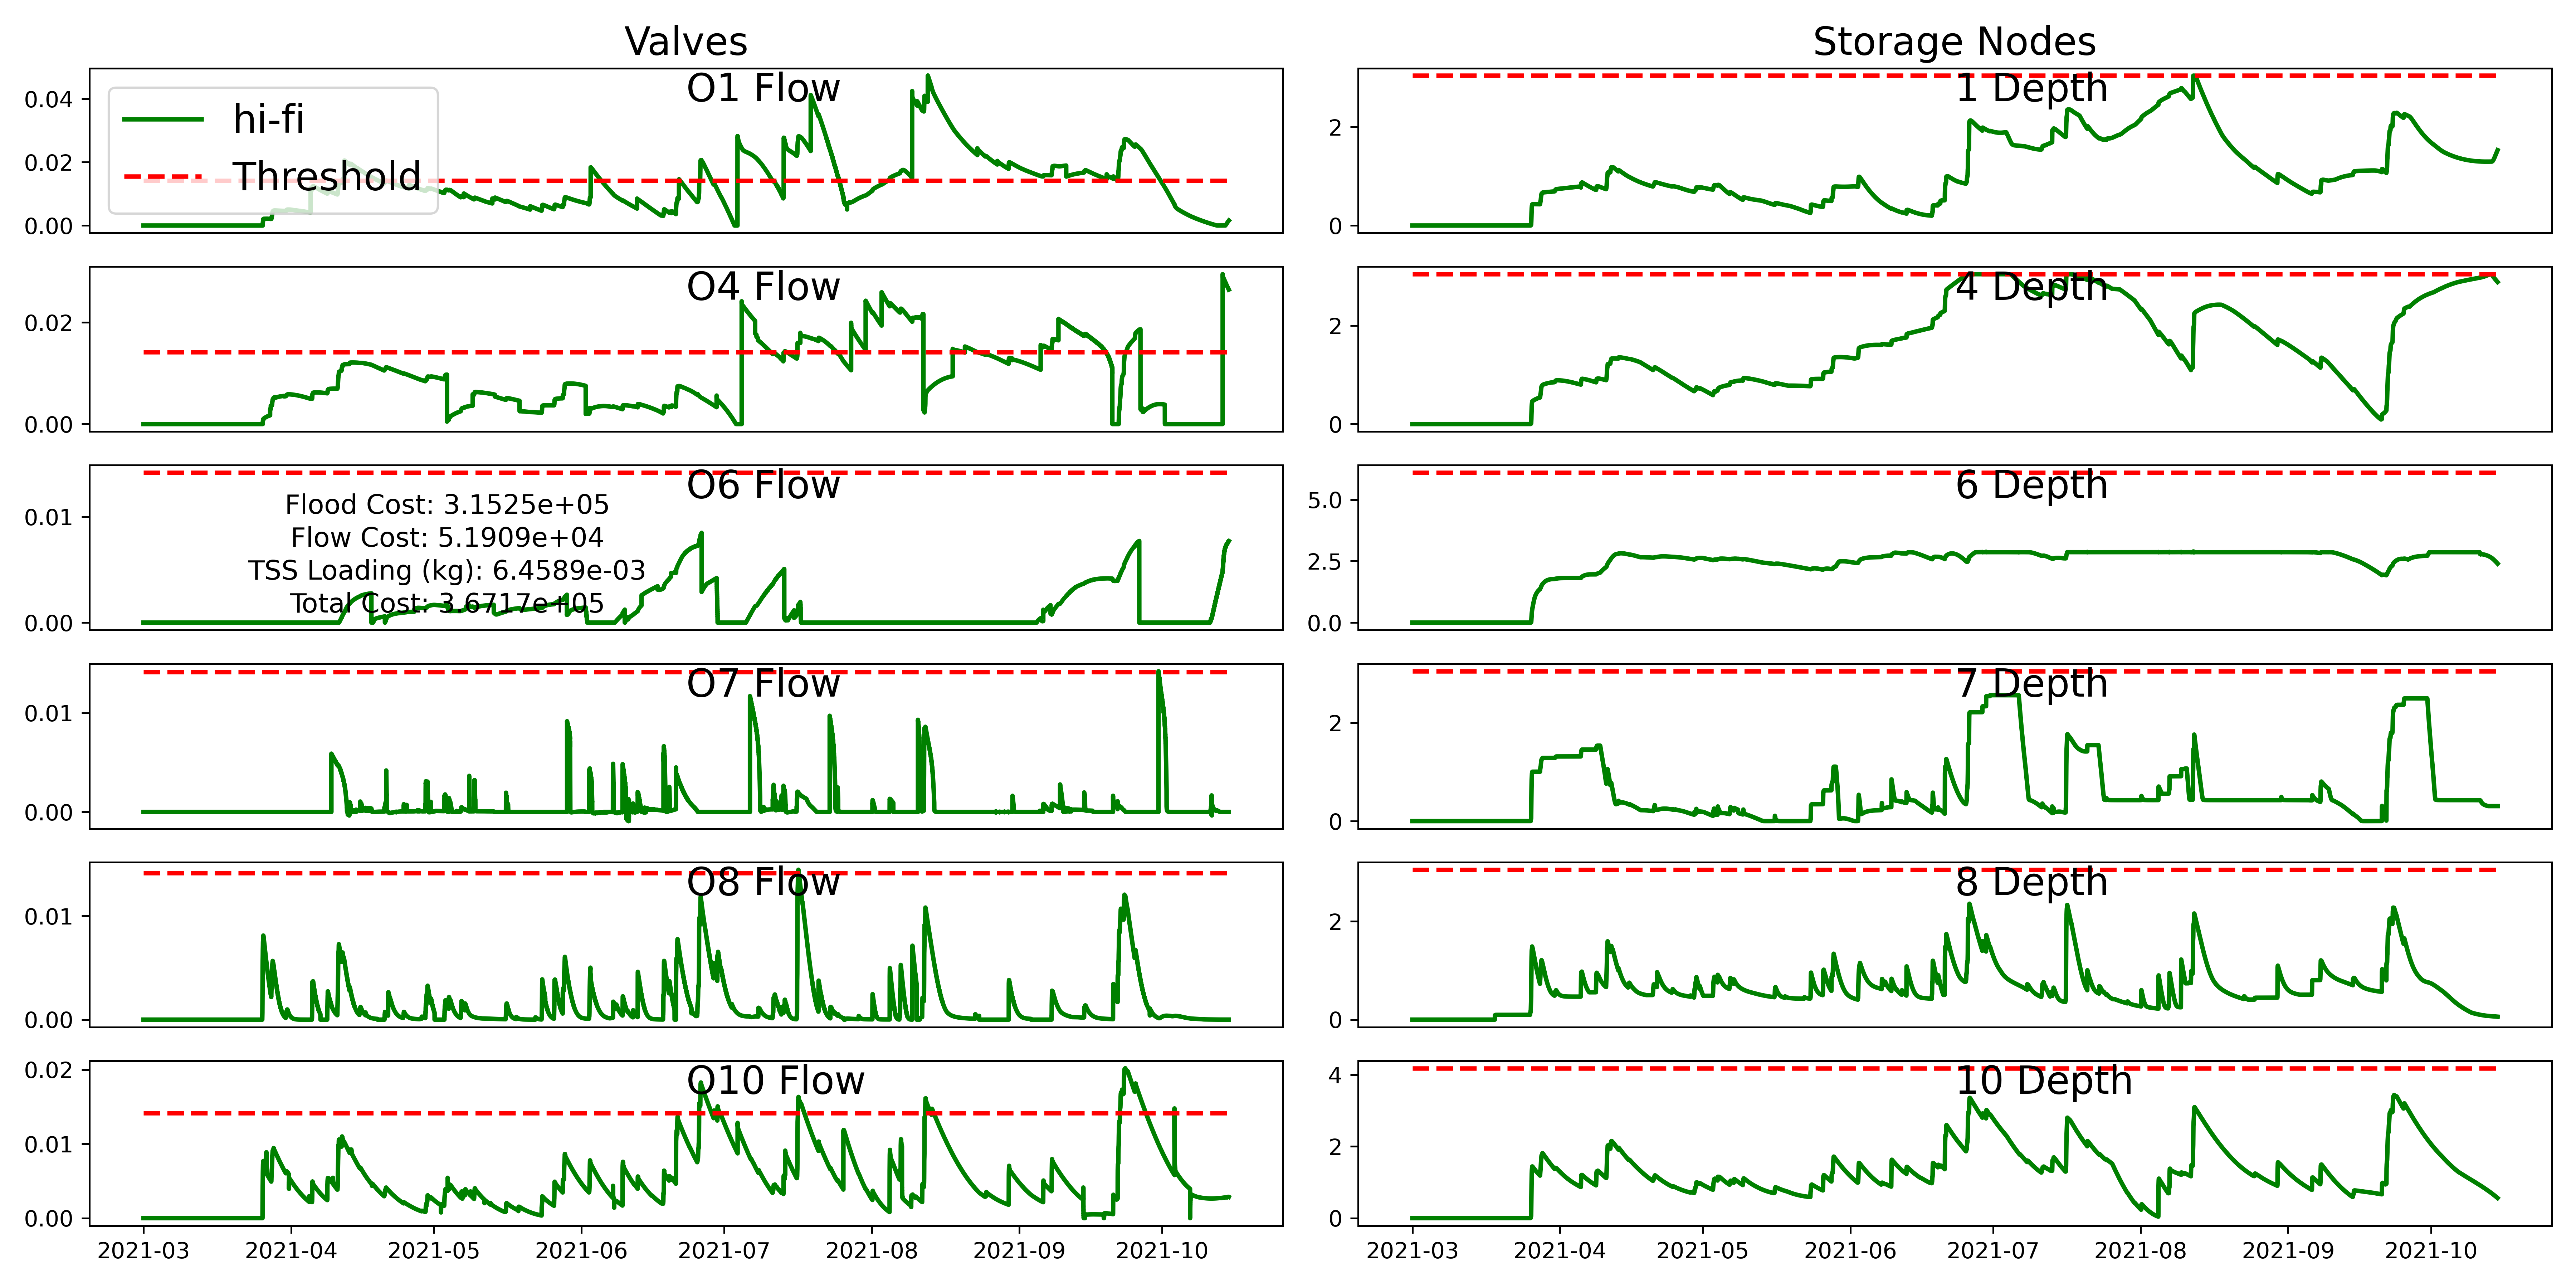 Valves
Storage Nodes
O1 Flow
0.04
0.02
0.00
hi-fi
Threshold
1 Depth
2
0
O4 Flow
0.02
0.00
4 Depth
2
0
O6 Flow
0.01
0.00
Flood Cost: 3.1525e+05
Flow Cost: 5.1909e+04
TSS Loading (kg): 6.4589e-03
Total Cost: 3.6717e+05
6 Depth
5.0
2.5
0.0
O7 Flow
0.01
0.00
7 Depth
2
0
O8 Flow
0.01
0.00
8 Depth
2
0
O10 Flow
0.02
0.01
0.00
2021-03 2021-04 2021-05 2021-06 2021-07 2021-08 2021-09 2021-10
10 Depth
4
2
0
2021-03 2021-04 2021-05 2021-06 2021-07 2021-08 2021-09 2021-10